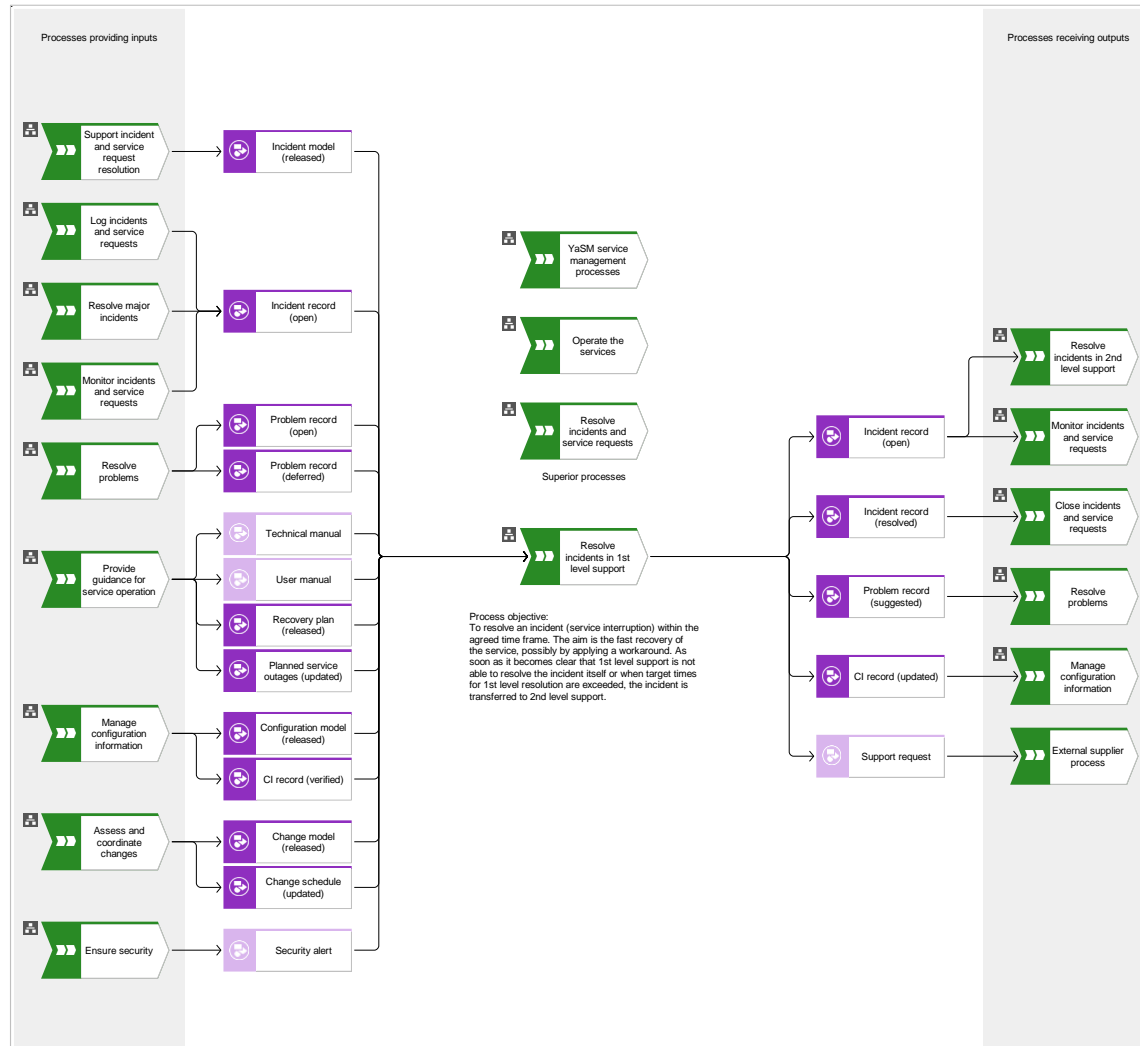 Processes providing inputs
Processes receiving outputs
Support incident
and service
request
resolution
Incident model
(released)
Log incidents
and service
requests
Resolve major
incidents
Incident record
(open)
Monitor incidents
and service
requests
Resolve
problems
Problem record
(open)
Problem record
(deferred)
Provide
guidance for
service operation
Technical manual
User manual
Recovery plan
(released)
Planned service
outages (updated)
Manage
configuration
information
Configuration model
(released)
CI record (verified)
Assess and
coordinate
changes
Change model
(released)
Change schedule
(updated)
Ensure security
Security alert
YaSM service
management
processes
Operate the
services
Resolve
incidents and
service requests
Superior processes
Resolve
incidents in 1st
level support
Process objective:
To resolve an incident (service interruption) within the
agreed time frame. The aim is the fast recovery of
the service, possibly by applying a workaround. As
soon as it becomes clear that 1st level support is not
able to resolve the incident itself or when target times
for 1st level resolution are exceeded, the incident is
transferred to 2nd level support.
Incident record
(open)
Incident record
(resolved)
Problem record
(suggested)
CI record (updated)
Support request
Resolve
incidents in 2nd
level support
Monitor incidents
and service
requests
Close incidents
and service
requests
Resolve
problems
Manage
configuration
information
External supplier
process